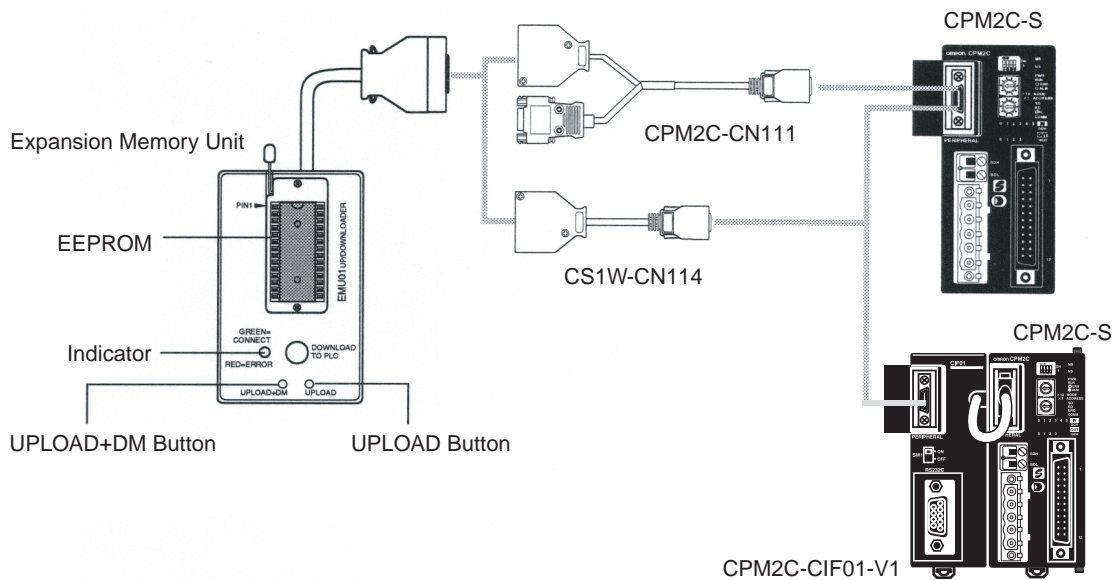 CPM2C-S
omron CPM2C
PERIPHERAL
CPM2C-CN111
Expansion Memory Unit
PIN1
EEPROM
EMU01 UP/DOWNLOADER
CS1W-CN114
GREEN=
CONNECT
RED=ERROR
DOWNLOAD
TO PLC
Indicator
UPLOAD+DM
UPLOAD
UPLOAD+DM Button
UPLOAD Button
CPM2C-S
CIF01
omron CPM2C
PERIPHERAL
SW1
ON
OFF
RS232C
CPM2C-CIF01-V1